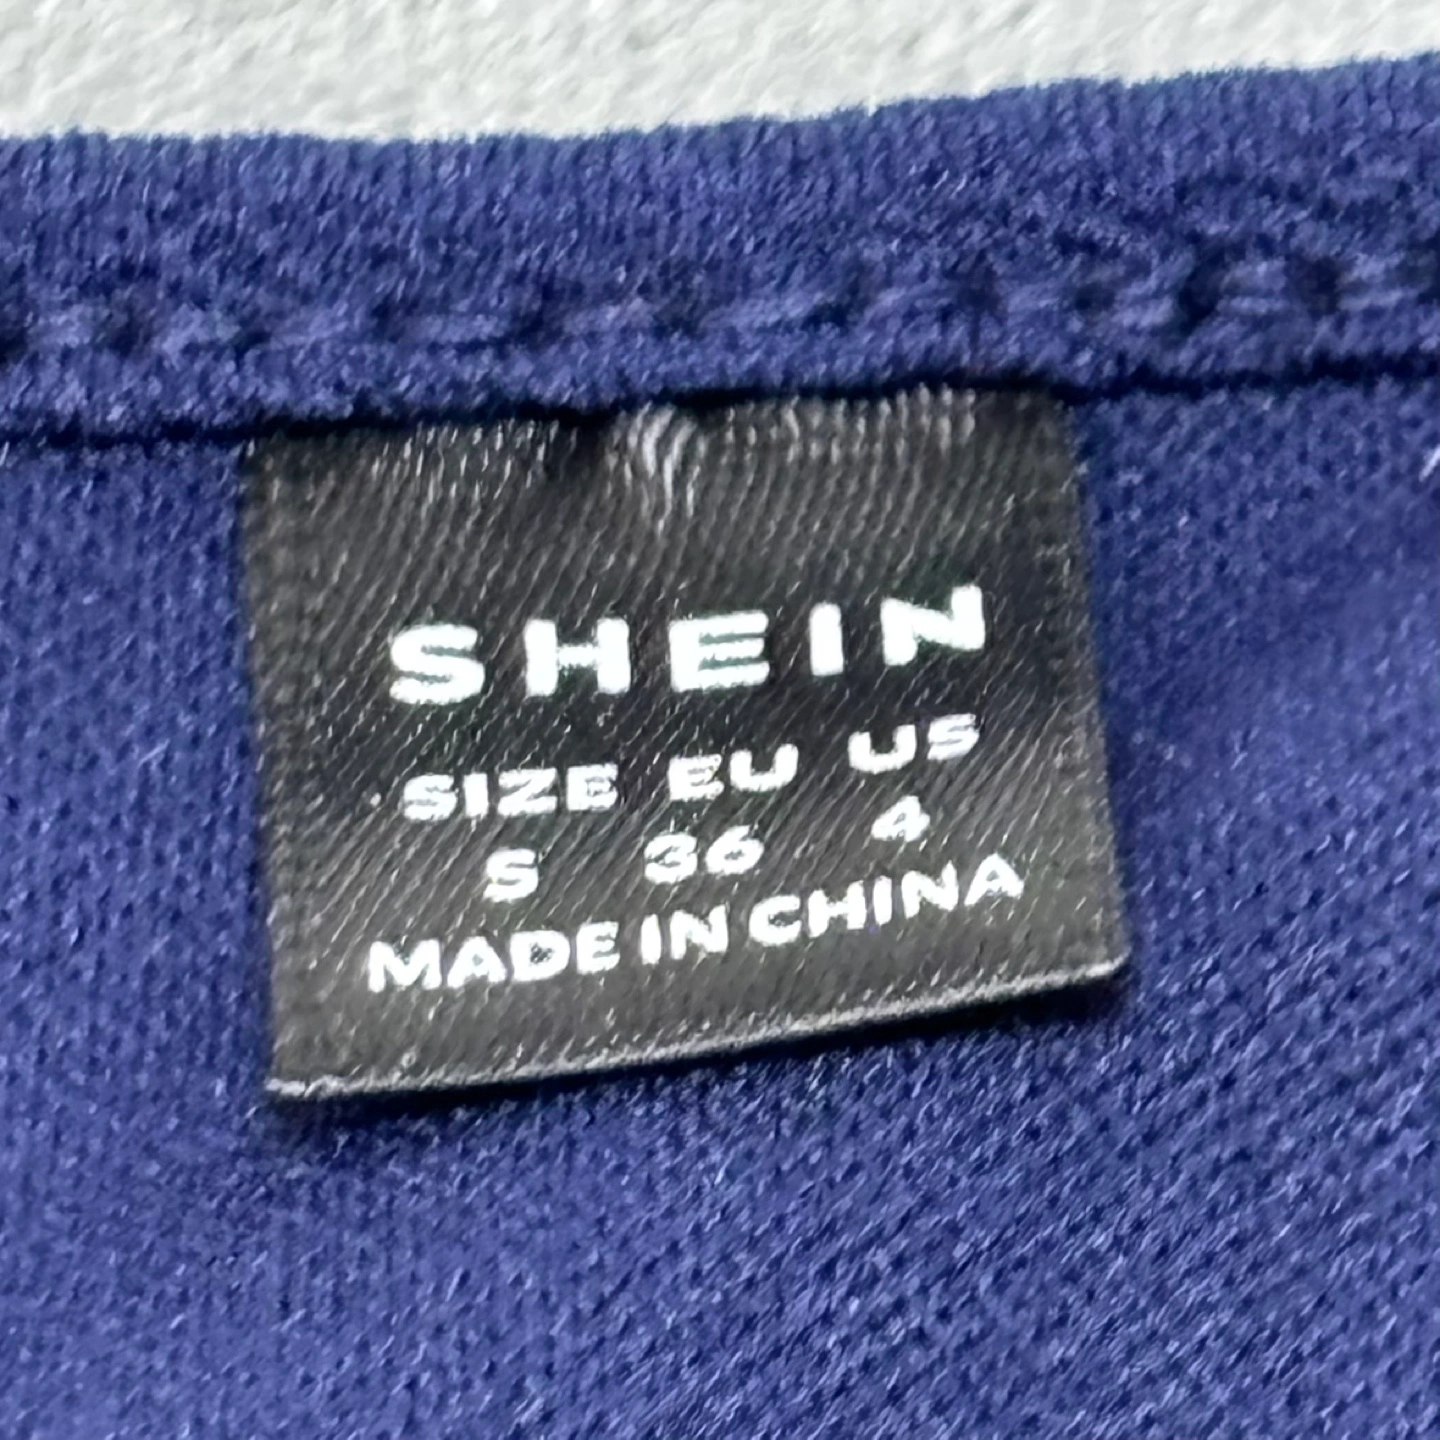 SHEIN
SIZE EU US
S 36 4
MADE IN CHINA